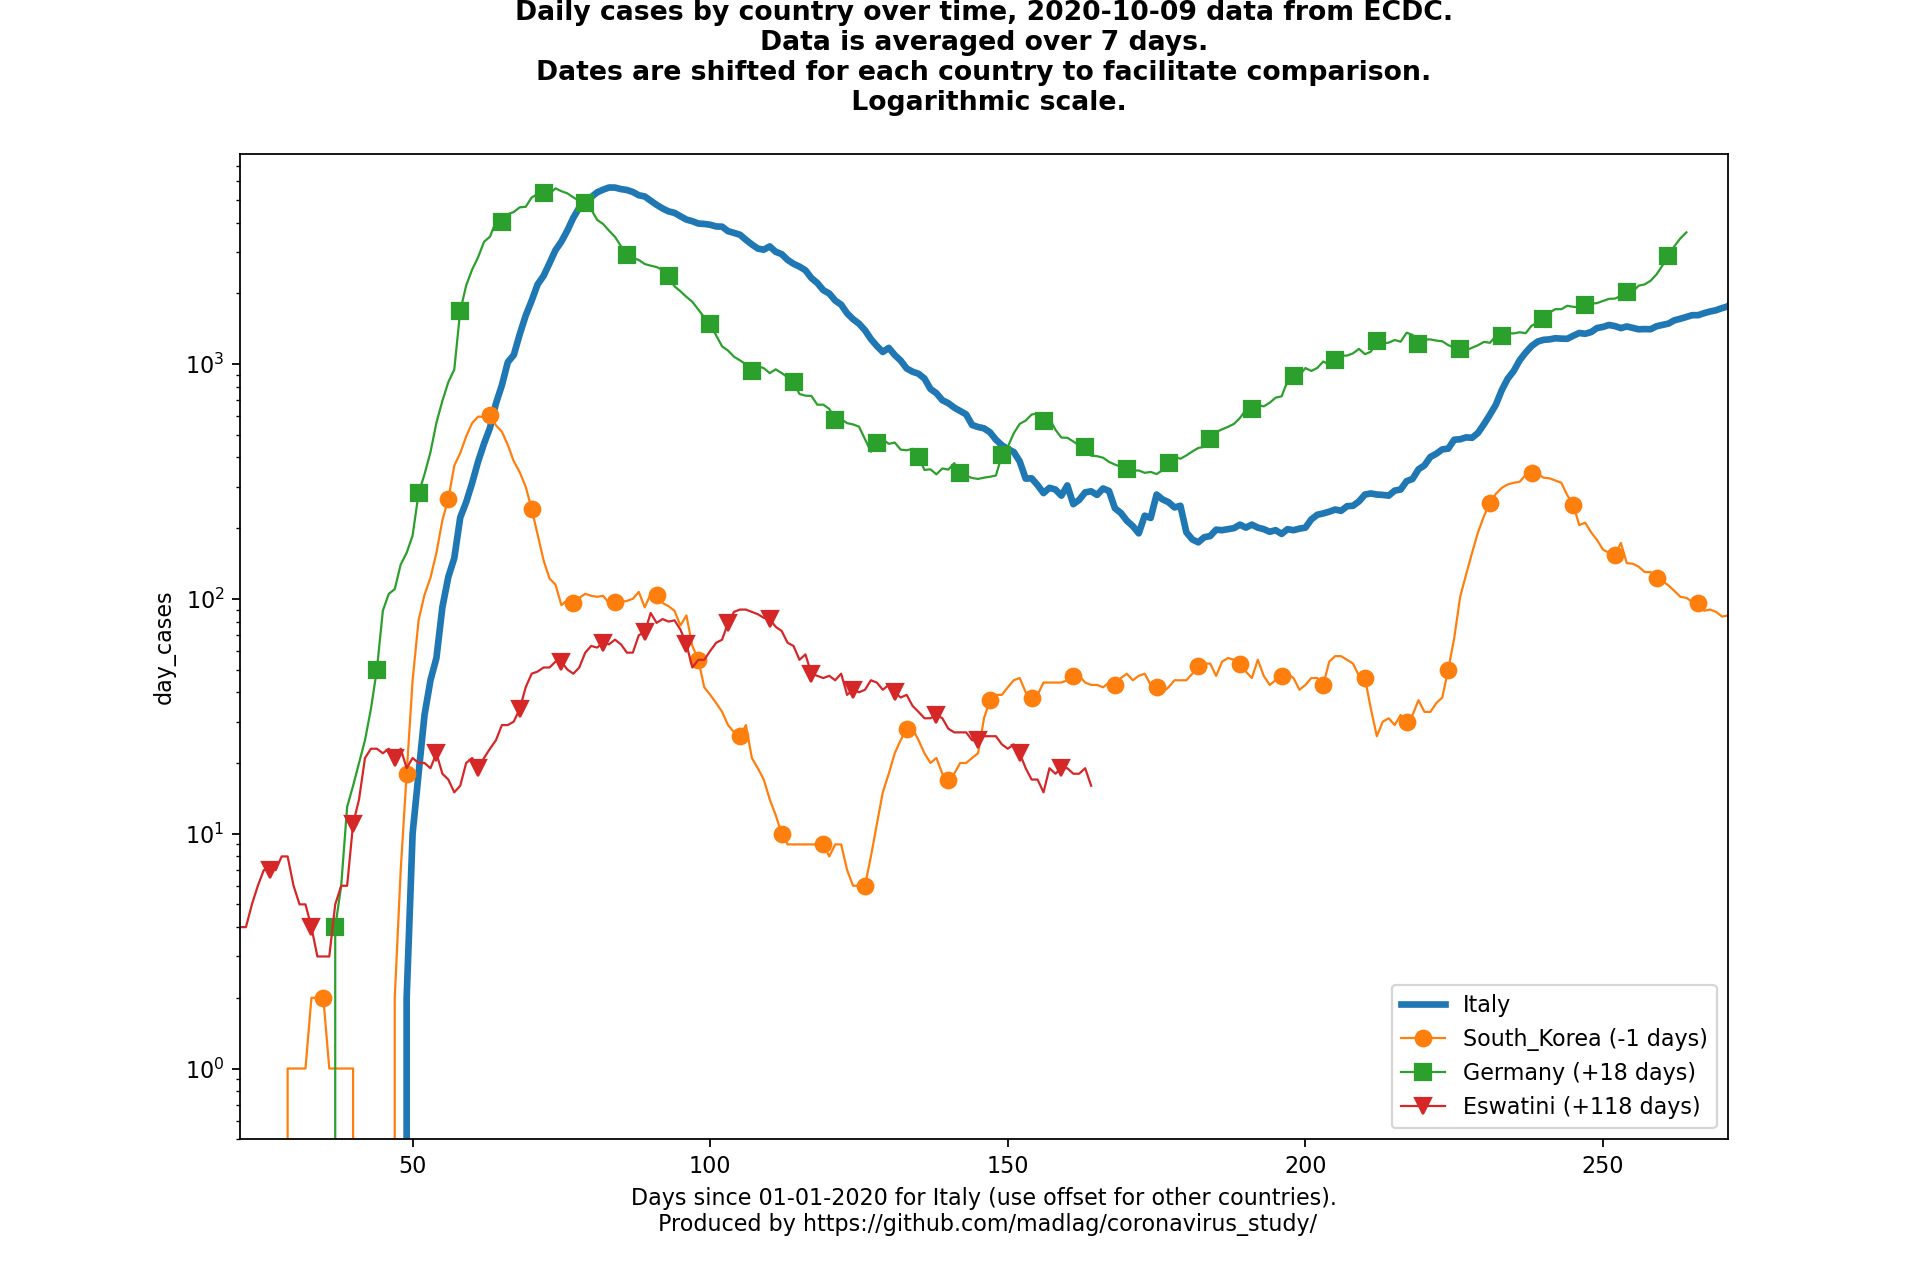 Daily cases by country over time, 2020-10-09 data from ECDC.
Data is averaged over 7 days.
Dates are shifted for each country to facilitate comparison.
Logarithmic scale.
10³
10²
10¹
10⁰
day_cases
Italy
South_Korea (-1 days)
Germany (+18 days)
Eswatini (+118 days)
50
100
150
200
250
Days since 01-01-2020 for Italy (use offset for other countries).
Produced by https://github.com/madlag/coronavirus_study/